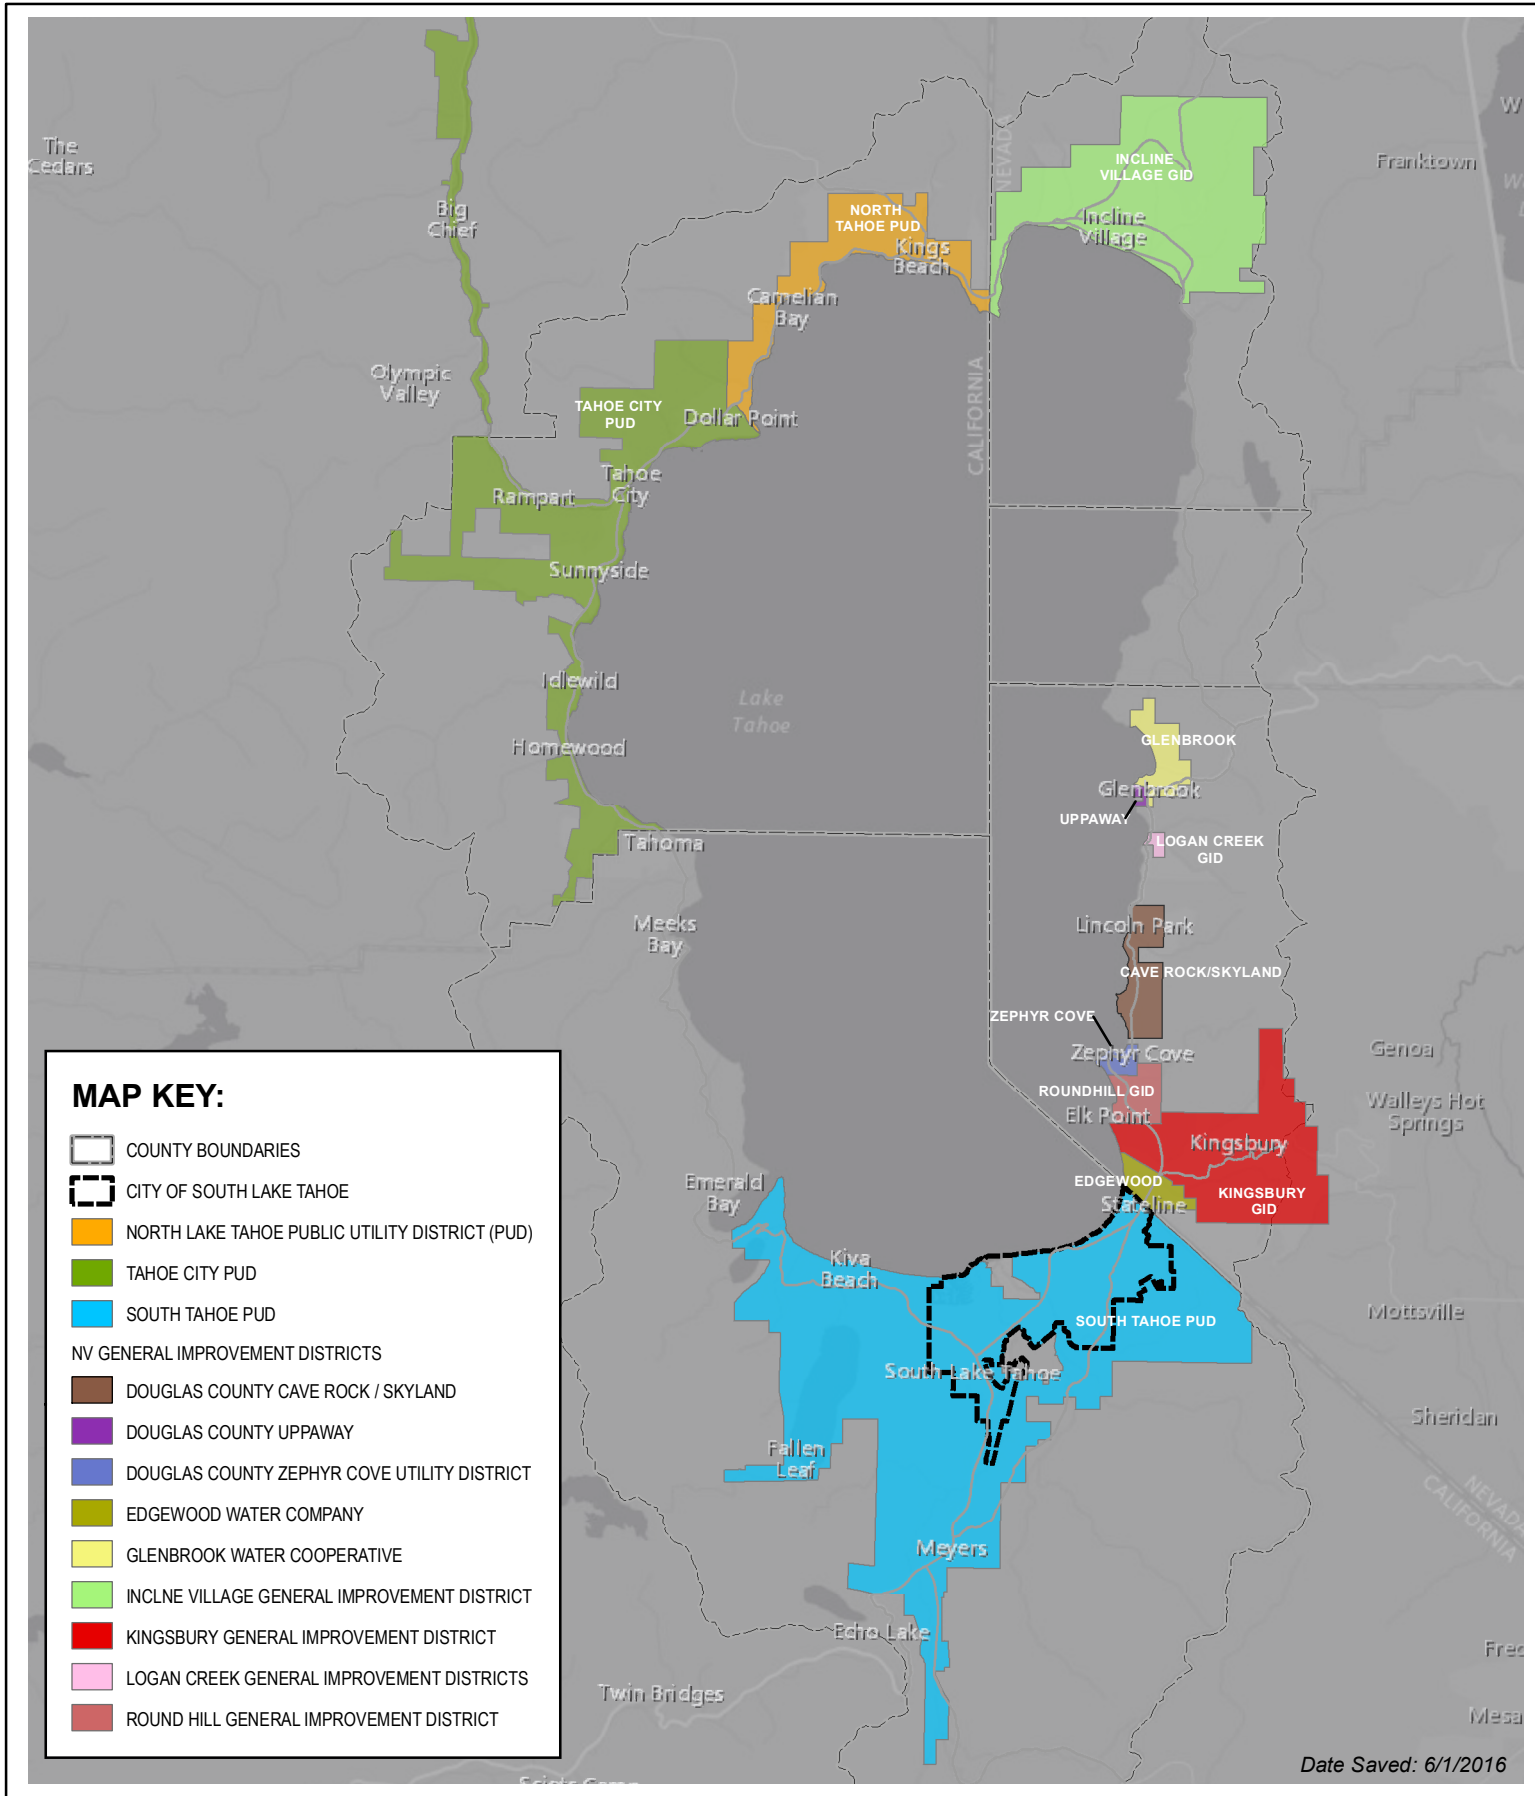 The
Cedars
Big
Chief
Olympic
Valley
NORTH
TAHOE PUD
Kings
Beach
Carnelian
Bay
NEVADA
CALIFORNIA
INCLINE
VILLAGE GID
Incline
Village
Franktown
TAHOE CITY
PUD
Dollar Point
Tahoe
City
Rampart
Sunnyside
Idlewild
Homewood
Lake
Tahoe
Tahoma
Meeks
Bay
GLENBROOK
Glenbrook
UPPAWAY
LOGAN CREEK
GID
Lincoln Park
CAVE ROCK/SKYLAND
ZEPHYR COVE
Zephyr Cove
ROUNDHILL GID
Elk Point
Kingsbury
KINGSBURY
GID
EDGEWOOD
Stateline
Genoa
Walleys Hot
Springs
Emerald
Bay
Kiva
Beach
SOUTH TAHOE PUD
South Lake Tahoe
Mottsville
Sheridan
Fallen
Leaf
NEVADA
CALIFORNIA
Meyers
Echo Lake
Twin Bridges
Fred
Mesa
MAP KEY:
COUNTY BOUNDARIES
CITY OF SOUTH LAKE TAHOE
NORTH LAKE TAHOE PUBLIC UTILITY DISTRICT (PUD)
TAHOE CITY PUD
SOUTH TAHOE PUD
NV GENERAL IMPROVEMENT DISTRICTS
DOUGLAS COUNTY CAVE ROCK / SKYLAND
DOUGLAS COUNTY UPPAWAY
DOUGLAS COUNTY ZEPHYR COVE UTILITY DISTRICT
EDGEWOOD WATER COMPANY
GLENBROOK WATER COOPERATIVE
INCLNE VILLAGE GENERAL IMPROVEMENT DISTRICT
KINGSBURY GENERAL IMPROVEMENT DISTRICT
LOGAN CREEK GENERAL IMPROVEMENT DISTRICTS
ROUND HILL GENERAL IMPROVEMENT DISTRICT
Date Saved: 6/1/2016